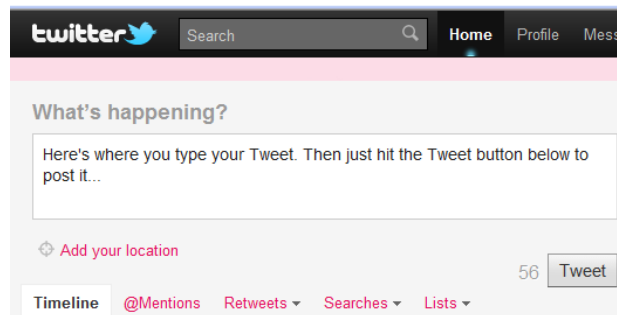 twitter Search Home Profile Mess
What's happening?
Here's where you type your Tweet. Then just hit the Tweet button below to
post it...
Add your location
56 Tweet
Timeline @Mentions Retweets Searches Lists